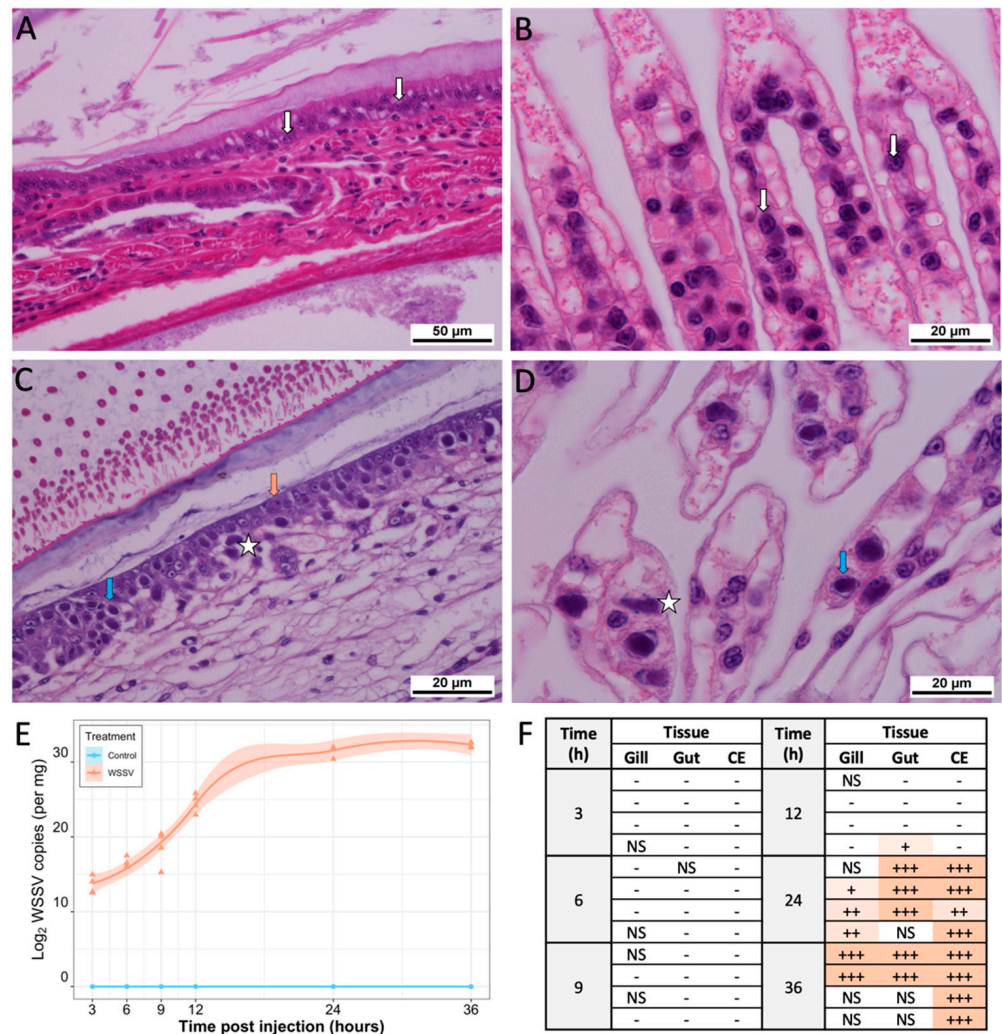 A
50 µm
B
20 µm
C
20 µm
D
20 µm
E
Treatment
Control
WSSV
Log2 WSSV copies (per mg)
30
20
10
0
3 6 9 12 24 36
Time post injection (hours)
F
Time (h) Tissue Time (h) Tissue
Gill Gut CE Gill Gut CE
3 - - - 12 NS - -
- - - - - -
- - - - - -
NS - - - + -
6 - NS - 24 NS +++ +++
- - - + +++ +++
- - - ++ +++ ++
NS - - ++ NS +++
9 NS - - 36 +++ +++ +++
- - - +++ +++ +++
NS - - NS NS +++
- - - NS NS +++